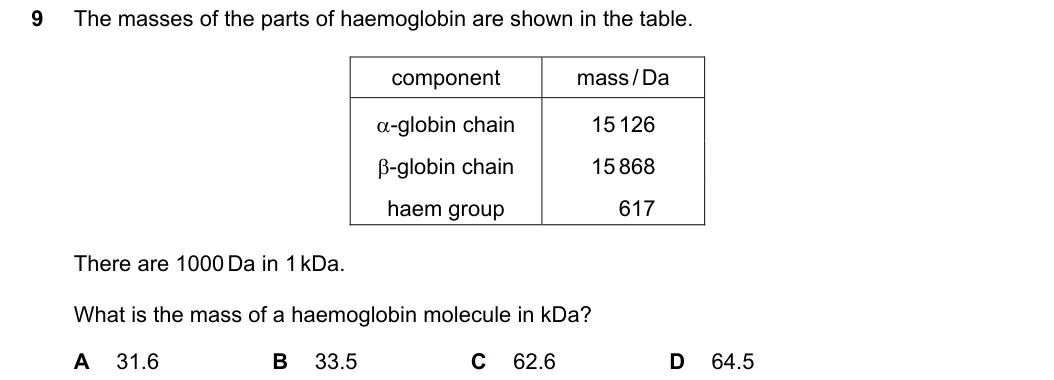 9 The masses of the parts of haemoglobin are shown in the table.
component mass / Da
α-globin chain 15 126
β-globin chain 15 868
haem group 617
There are 1000 Da in 1 kDa.
What is the mass of a haemoglobin molecule in kDa?
A 31.6 B 33.5 C 62.6 D 64.5